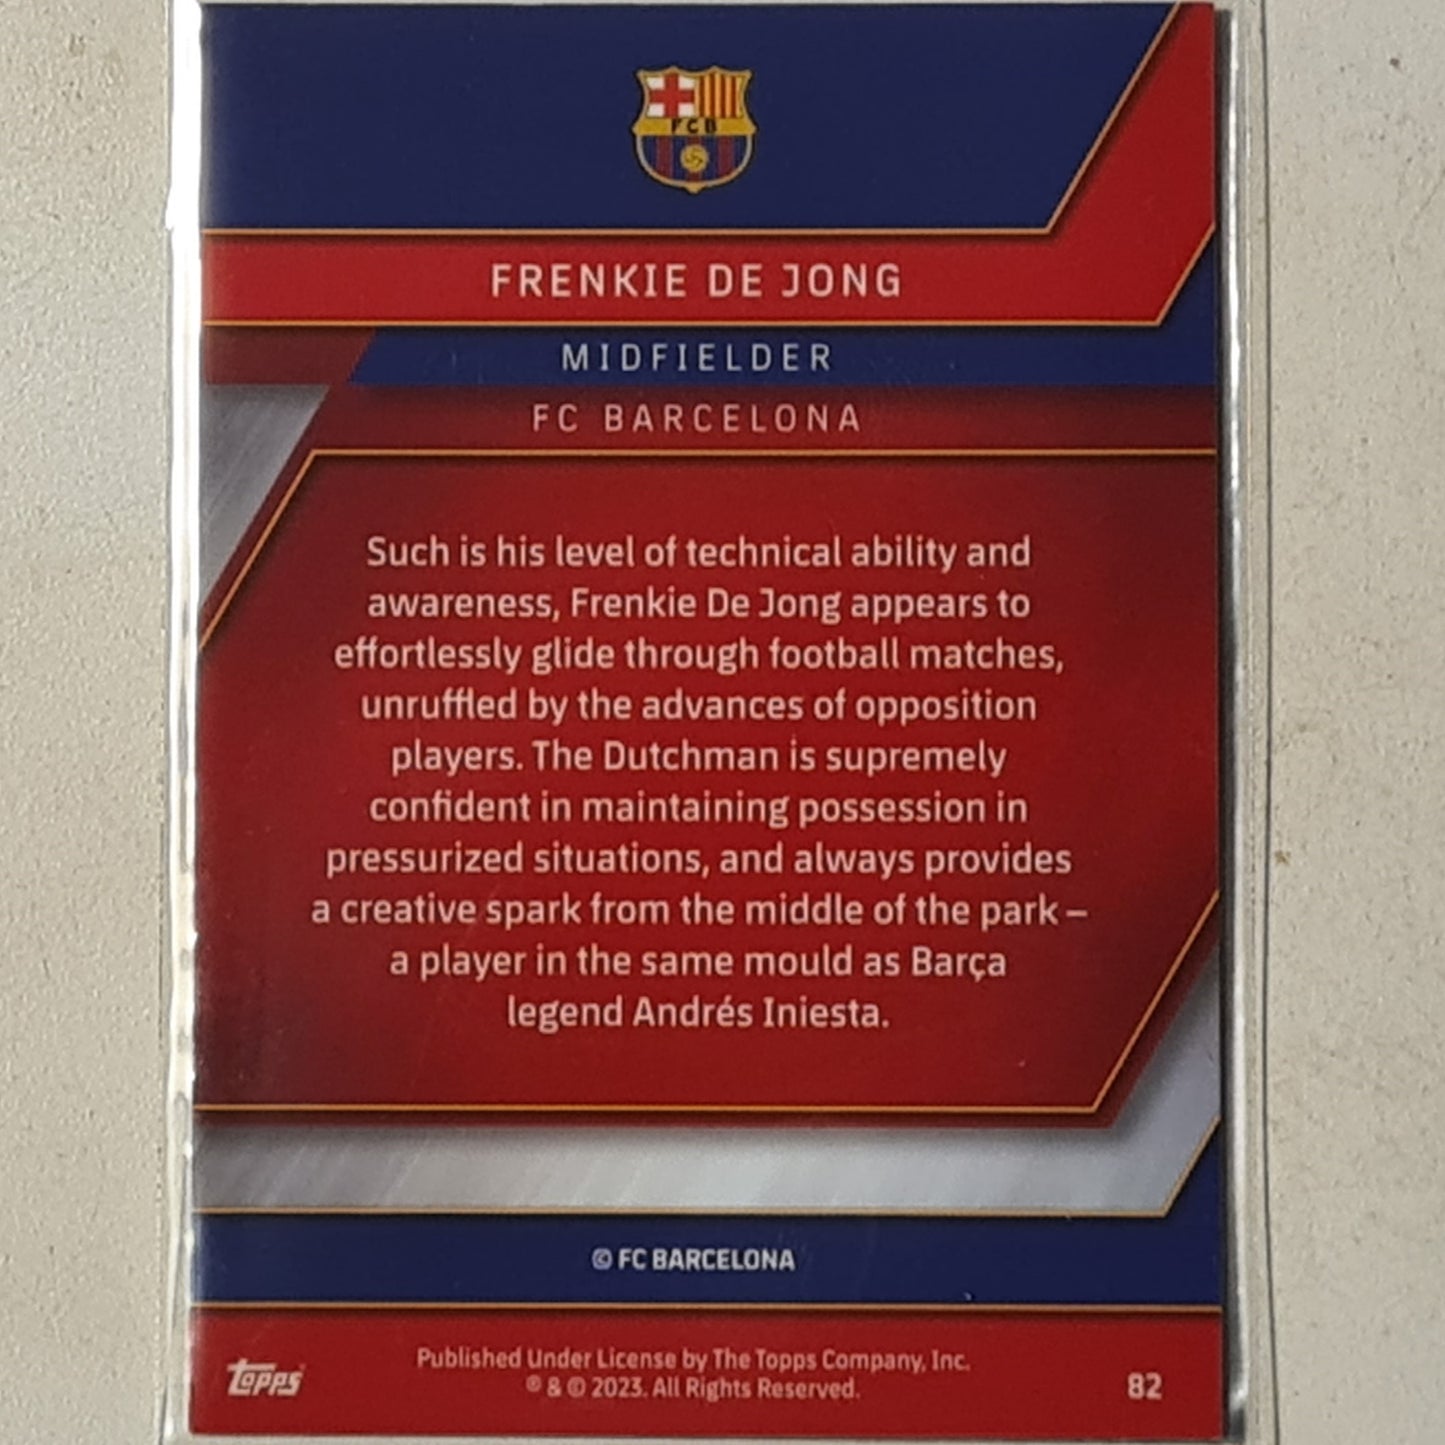 FCB
FRENKIE DE JONG
MIDFIELDER
FC BARCELONA
Such is his level of technical ability and
awareness, Frenkie De Jong appears to
effortlessly glide through football matches,
unruffled by the advances of opposition
players. The Dutchman is supremely
confident in maintaining possession in
pressurized situations, and always provides
a creative spark from the middle of the park –
a player in the same mould as Barça
legend Andrés Iniesta.
© FC BARCELONA
Published Under License by The Topps Company, Inc.
® & © 2023. All Rights Reserved.
Topps
82